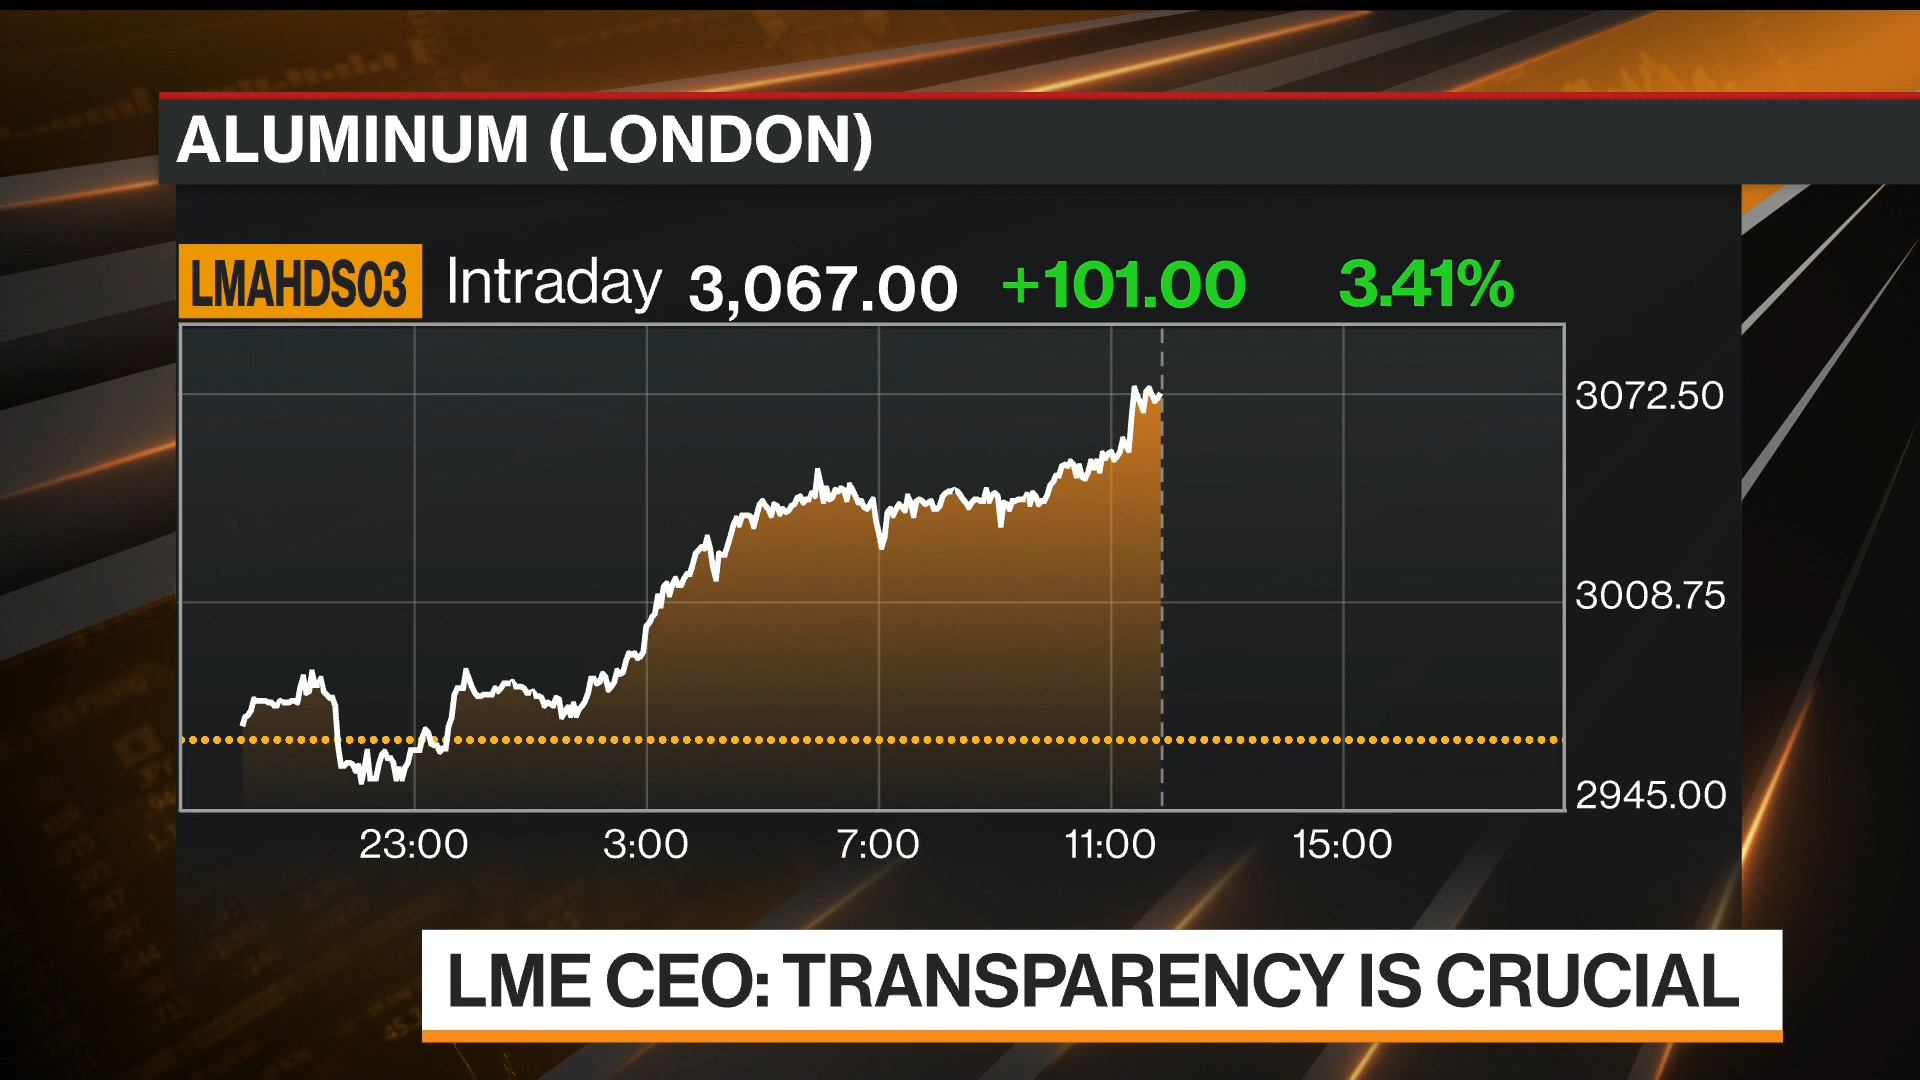 ALUMINUM (LONDON)
LMAHDS03 Intraday 3,067.00 +101.00 3.41%
3072.50
3008.75
2945.00
23:00 3:00 7:00 11:00 15:00
LME CEO: TRANSPARENCY IS CRUCIAL